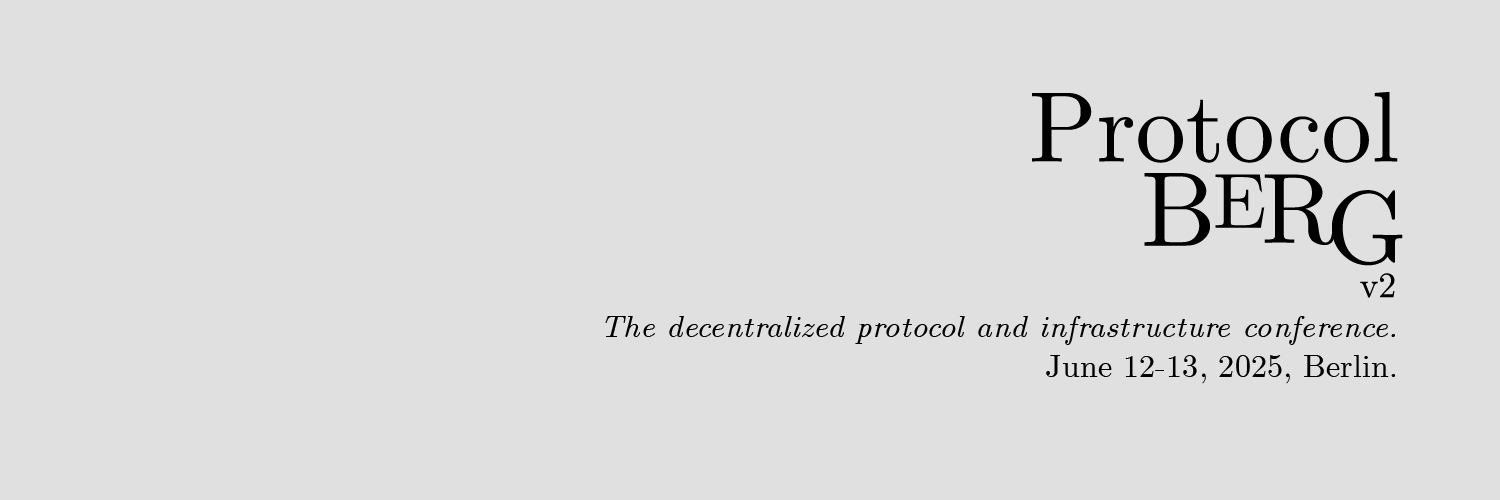 Protocol
BERG
v2
The decentralized protocol and infrastructure conference.
June 12-13, 2025, Berlin.